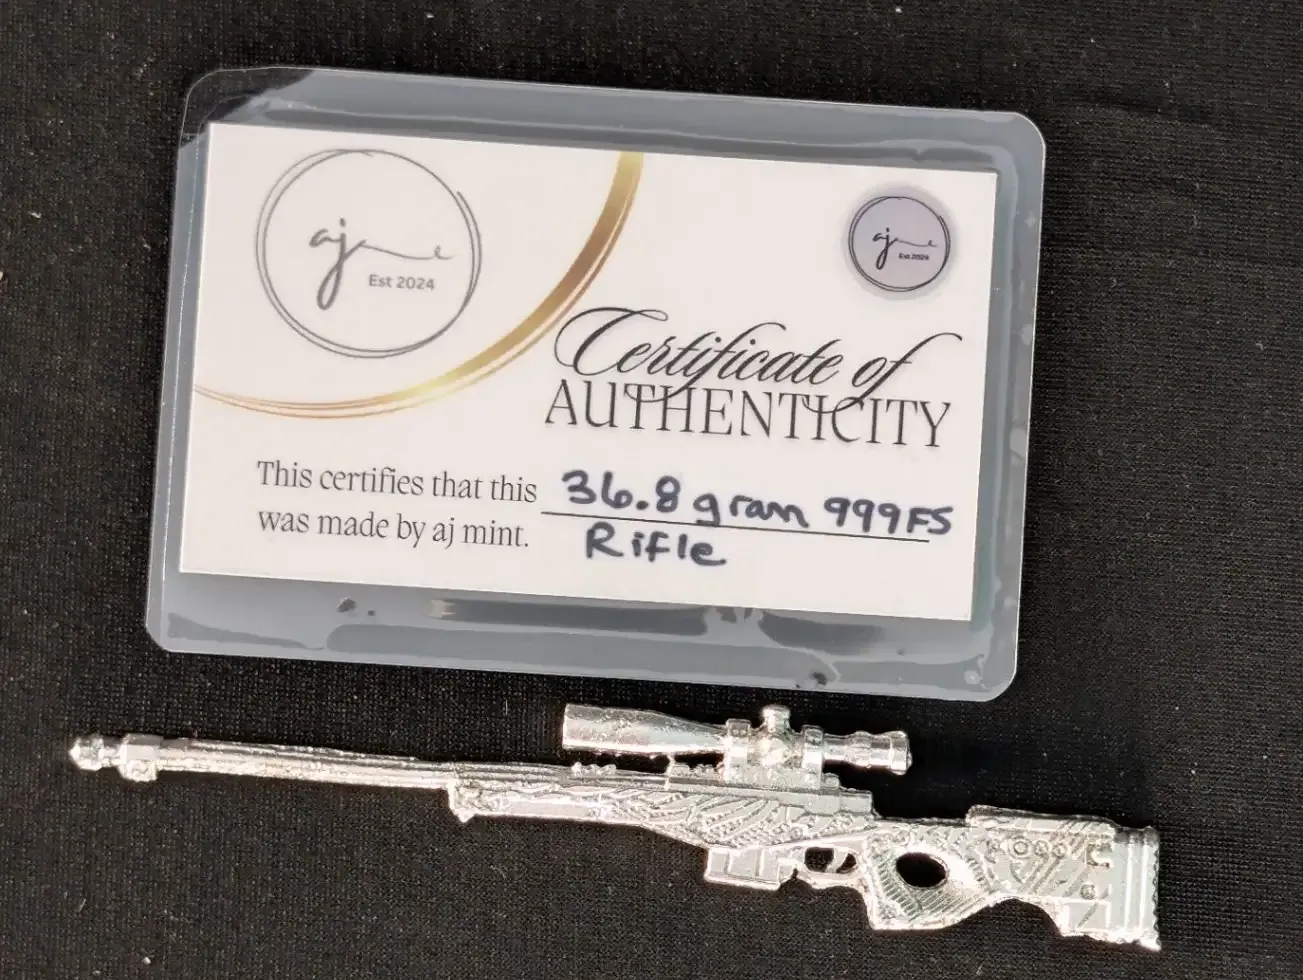 aj
Est 2024
aj
Est 2024
Certificate of
AUTHENTICITY
This certifies that this 36.8 gram 999FS
was made by aj mint. Rifle